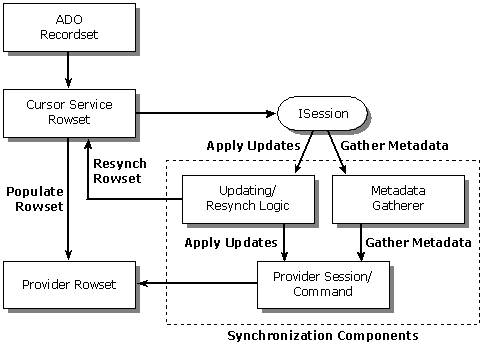 ADO
Recordset
Cursor Service
Rowset
ISession
Apply Updates
Gather Metadata
Resynch
Rowset
Populate
Rowset
Updating/
Resynch Logic
Metadata
Gatherer
Apply Updates
Gather Metadata
Provider Rowset
Provider Session/
Command
Synchronization Components